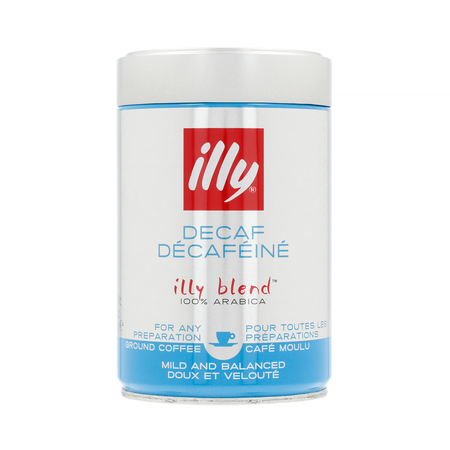 illy®
DECAF
DÉCAFÉINÉ
illy blend™
100% ARABICA
FOR ANY
PREPARATION
GROUND COFFEE
POUR TOUTES LES
PRÉPARATIONS
CAFÉ MOULU
MILD AND BALANCED
DOUX ET VELOUTÉ